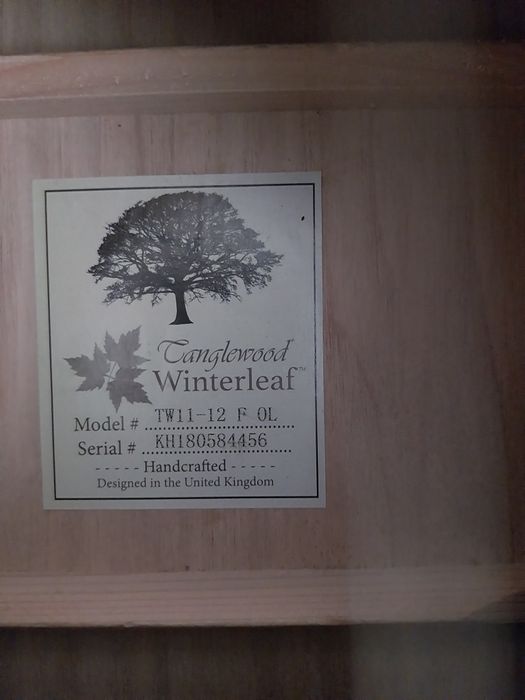 Tanglewood®
Winterleaf™
Model # TW11-12 F OL
Serial # KH180584456
- - - - - Handcrafted - - - - -
Designed in the United Kingdom